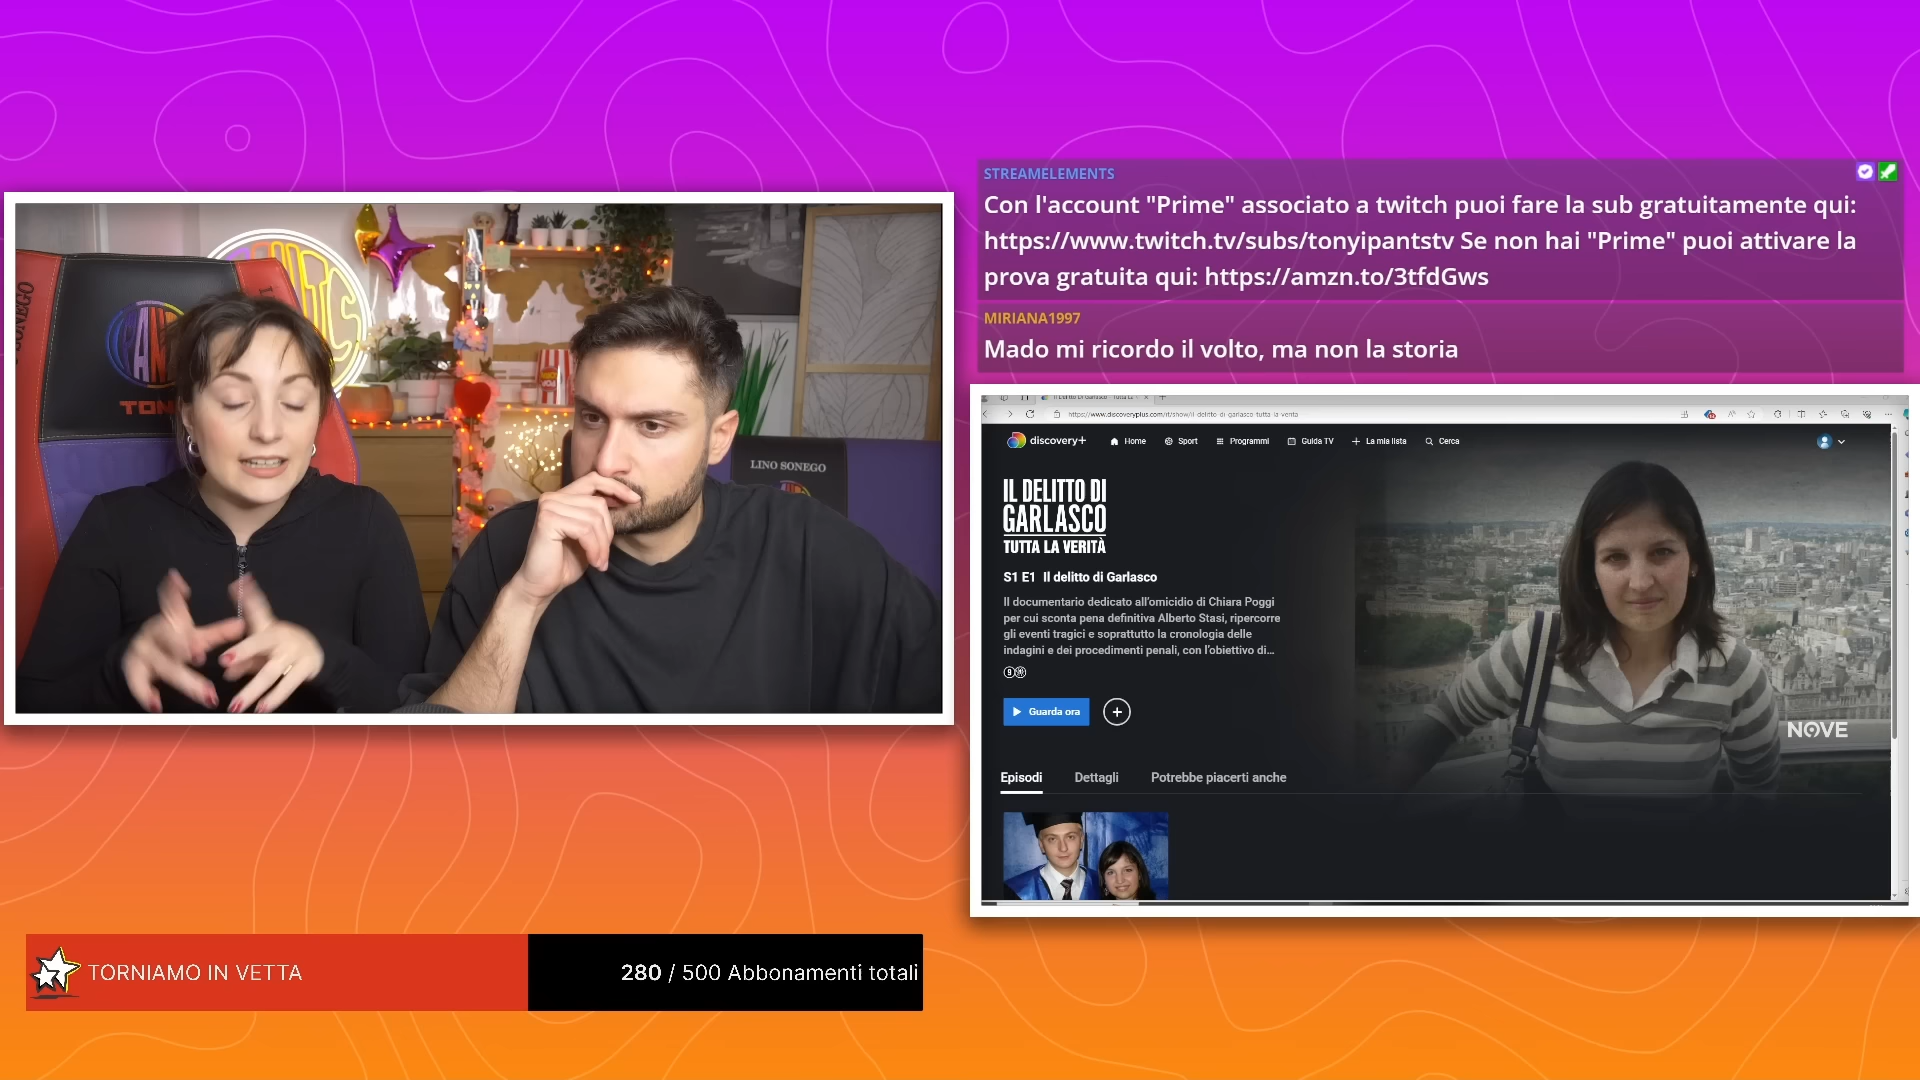 STREAMELEMENTS
Con l'account "Prime" associato a twitch puoi fare la sub gratuitamente qui:
https://www.twitch.tv/subs/tonyipantstv Se non hai "Prime" puoi attivare la
prova gratuita qui: https://amzn.to/3tfdGws
MIRIANA1997
Mado mi ricordo il volto, ma non la storia
SONEGO
LINO SONEGO
discovery+
Home
Sport
Programmi
Guida TV
La mia lista
Cerca
IL DELITTO DI
GARLASCO
TUTTA LA VERITÀ
S1 E1 Il delitto di Garlasco
Il documentario dedicato all'omicidio di Chiara Poggi
per cui sconta pena definitiva Alberto Stasi, ripercorre
gli eventi tragici e soprattutto la cronologia delle
indagini e dei procedimenti penali, con l'obiettivo di...
Guarda ora
NOVE
Episodi
Dettagli
Potrebbe piacerti anche
TORNIAMO IN VETTA
280 / 500 Abbonamenti totali